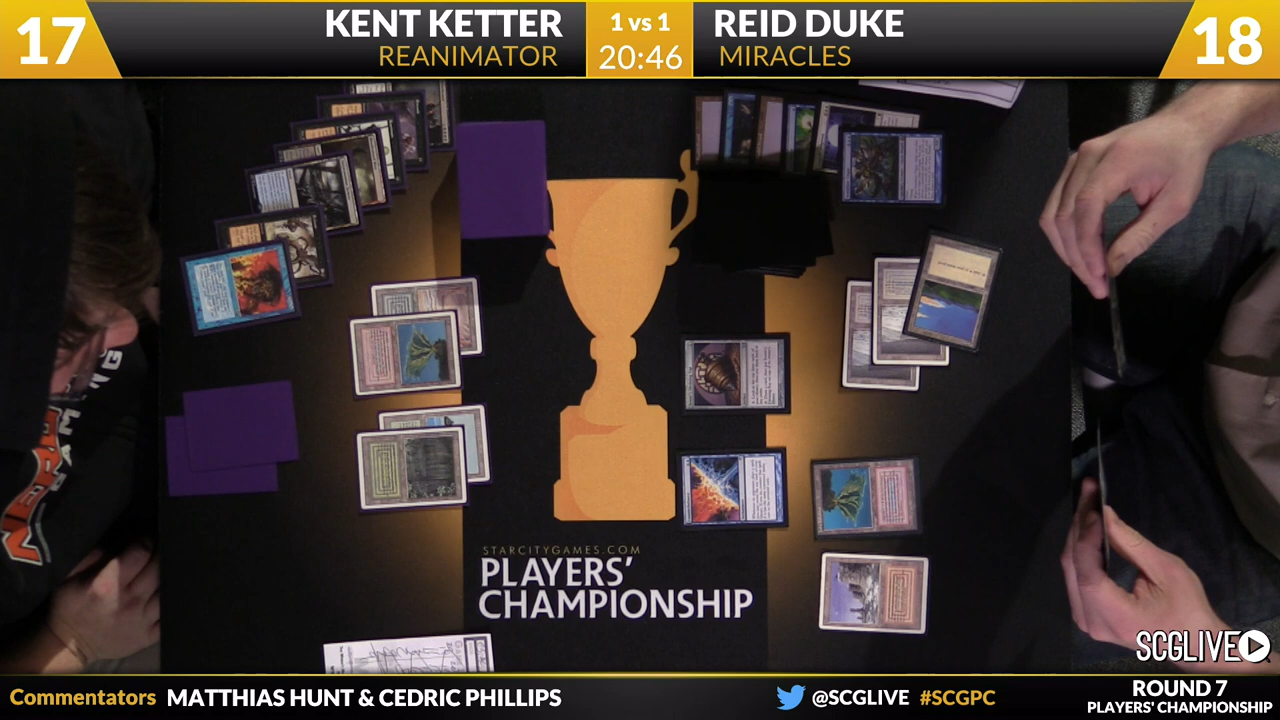 17
KENT KETTER
REANIMATOR
1 vs 1
20:46
REID DUKE
MIRACLES
18
STARCITYGAMES.COM
PLAYERS'
CHAMPIONSHIP
SCGLIVE
Commentators MATTHIAS HUNT & CEDRIC PHILLIPS
@SCGLIVE #SCGPC
ROUND 7
PLAYERS' CHAMPIONSHIP